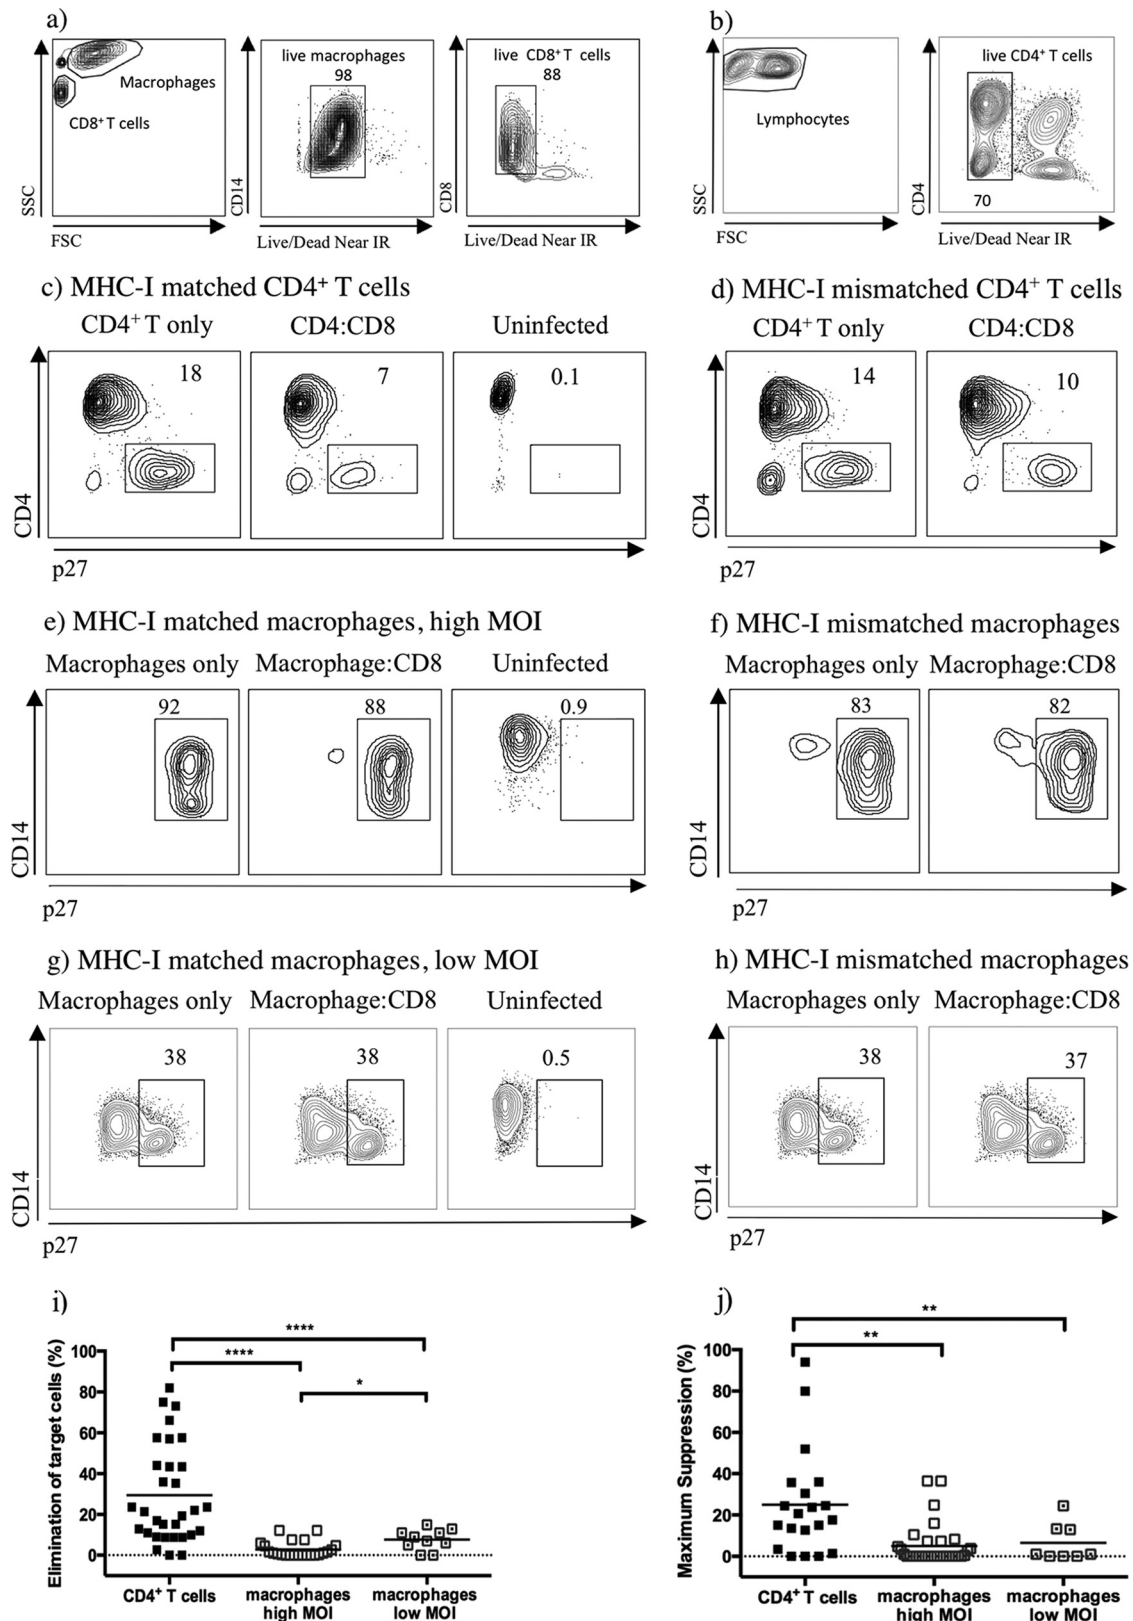 a)
b)
SSC
Macrophages
CD8+ T cells
FSC
CD14
live macrophages
98
Live/Dead Near IR
CD8
live CD8+ T cells
88
Live/Dead Near IR
SSC
Lymphocytes
FSC
CD4
live CD4+ T cells
70
Live/Dead Near IR
c) MHC-I matched CD4+ T cells
CD4+ T only CD4:CD8 Uninfected
18 7 0.1
CD4
p27
d) MHC-I mismatched CD4+ T cells
CD4+ T only CD4:CD8
14 10
CD4
p27
e) MHC-I matched macrophages, high MOI
Macrophages only Macrophage:CD8 Uninfected
92 88 0.9
CD14
p27
f) MHC-I mismatched macrophages
Macrophages only Macrophage:CD8
83 82
CD14
p27
g) MHC-I matched macrophages, low MOI
Macrophages only Macrophage:CD8 Uninfected
38 38 0.5
CD14
p27
h) MHC-I mismatched macrophages
Macrophages only Macrophage:CD8
38 37
CD14
p27
i)
Elimination of target cells (%)
100
80
60
40
20
0
****
****
*
CD4+ T cells
macrophages high MOI
macrophages low MOI
j)
Maximum Suppression (%)
100
80
60
40
20
0
**
**
CD4+ T cells
macrophages high MOI
macrophages low MOI